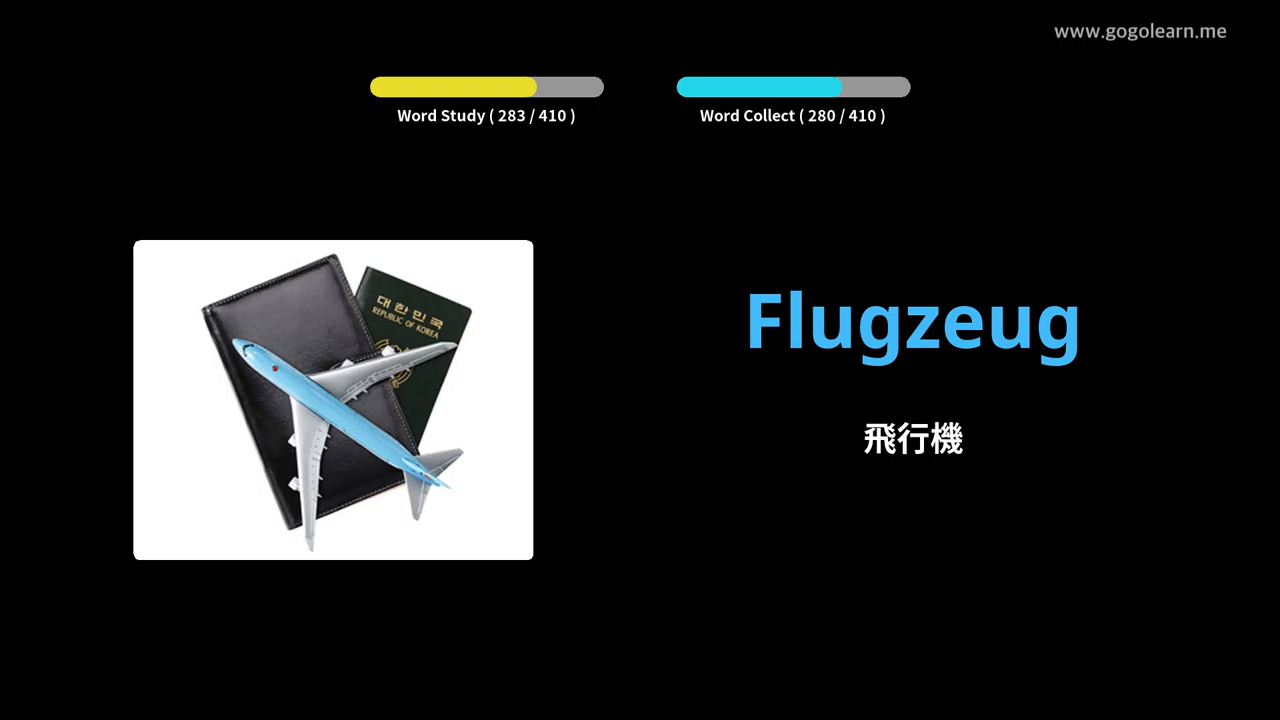 www.gogolearn.me
Word Study ( 283 / 410 )
Word Collect ( 280 / 410 )
대한민국
REPUBLIC OF KOREA
Flugzeug
飛行機